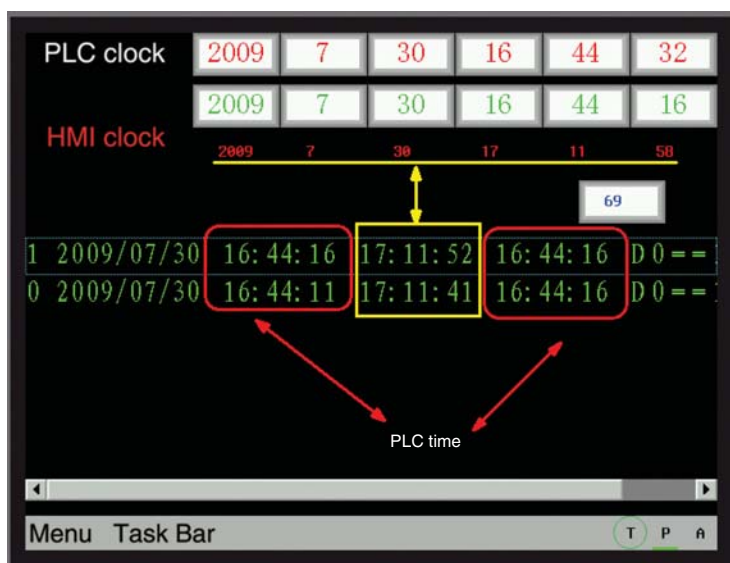 PLC clock 2009 7 30 16 44 32
2009 7 30 16 44 16
HMI clock
2009 7 30 17 11 58
69
1 2009/07/30 16:44:16 17:11:52 16:44:16 D0==
0 2009/07/30 16:44:11 17:11:41 16:44:16 D0==
PLC time
Menu Task Bar T P A